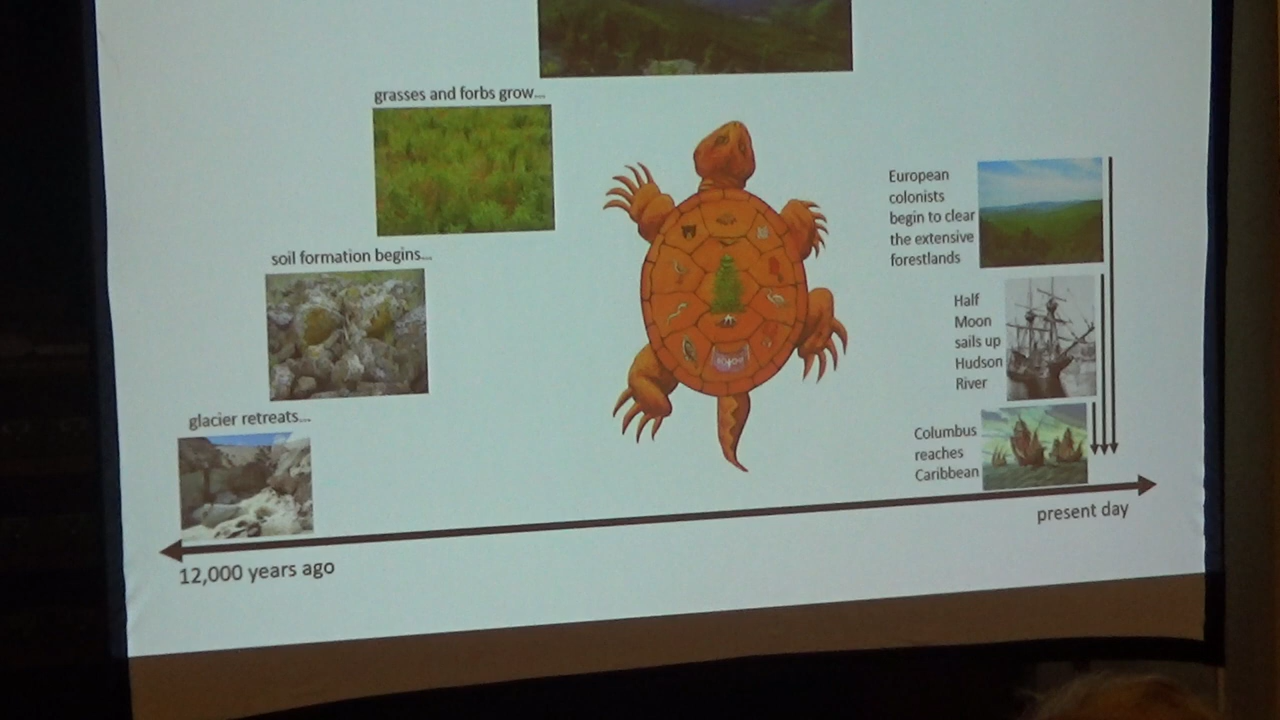 grasses and forbs grow...
soil formation begins...
glacier retreats...
European
colonists
begin to clear
the extensive
forestlands
Half
Moon
sails up
Hudson
River
Columbus
reaches
Caribbean
present day
12,000 years ago